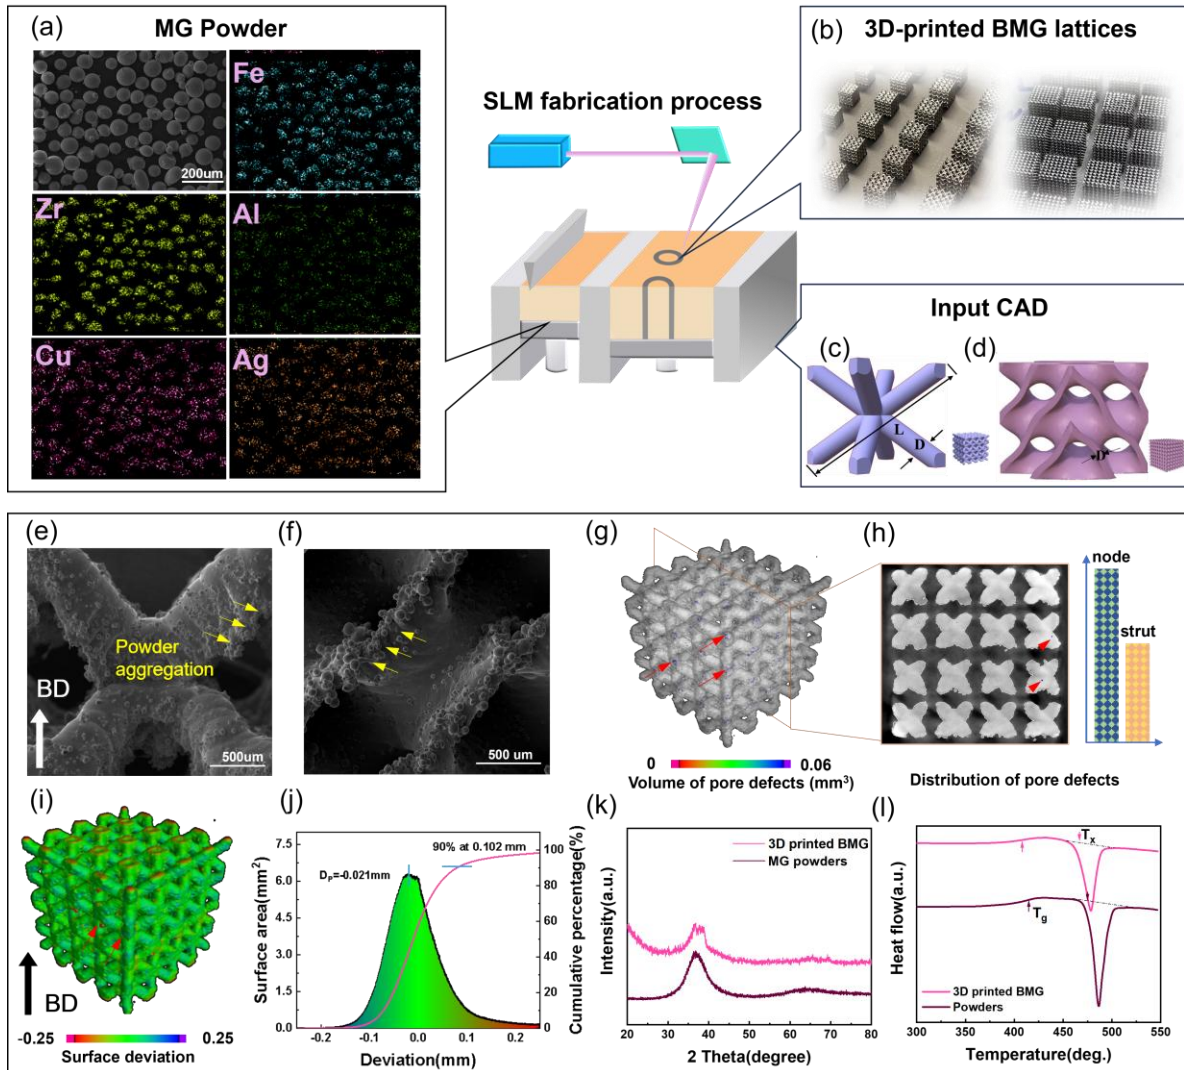 (a)
MG Powder
Fe
200um
Zr
Al
Cu
Ag
SLM fabrication process
(b)
3D-printed BMG lattices
Input CAD
(c)
L
D
(d)
D
(e)
Powder
aggregation
BD
500um
(f)
500 um
(g)
0
0.06
Volume of pore defects (mm³)
(h)
node
strut
Distribution of pore defects
(i)
BD
-0.25
0.25
Surface deviation
(j)
Surface area(mm²)
7.5
6.0
4.5
3.0
1.5
0.0
90% at 0.102 mm
Dₚ=-0.021mm
100
80
60
40
20
0
Cumulative percentage(%)
-0.2
-0.1
0.0
0.1
0.2
Deviation(mm)
(k)
Intensity(a.u.)
3D printed BMG
MG powders
20
30
40
50
60
70
80
2 Theta(degree)
(l)
Heat flow(a.u.)
Tₓ
T_g
3D printed BMG
Powders
350
400
450
500
550
Temperature(deg.)